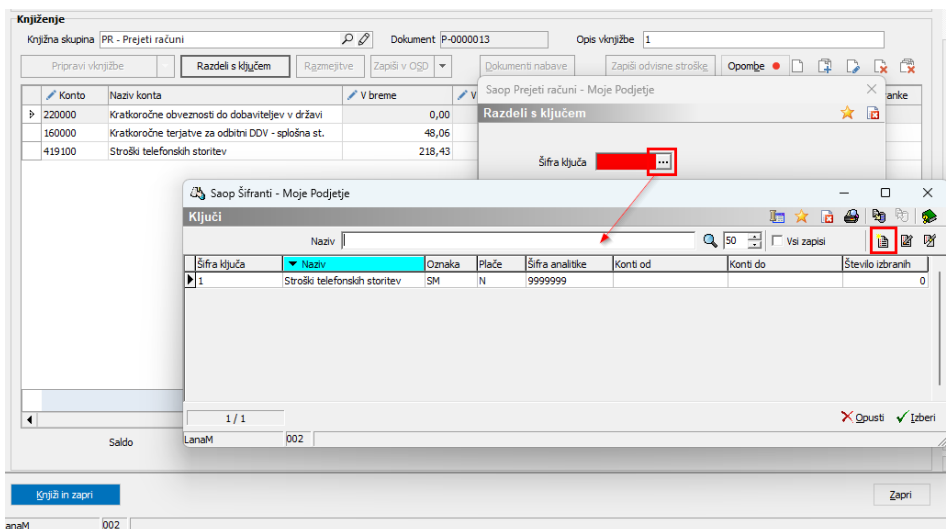 Knjiženje
Knjižna skupina PR - Prejeti računi Dokument P-0000013 Opis vknjižbe 1
Pripravi vknjižbe Razdeli s ključem Razmejitve Zapiši v OSD Dokumenti nabave Zapiši odvisne stroške Opombe
Konto Naziv konta V breme V anke
220000 Kratkoročne obveznosti do dobaviteljev v državi 0,00
160000 Kratkoročne terjatve za odbitni DDV - splošna st. 48,06
419100 Stroški telefonskih storitev 218,43
Saop Prejeti računi - Moje Podjetje
Razdeli s ključem
Šifra ključa ...
Saop Šifranti - Moje Podjetje
Ključi
Naziv 50 Vsi zapisi
Šifra ključa Naziv Oznaka Plače Šifra analitike Konti od Konti do Število izbranih
1 Stroški telefonskih storitev SM N 9999999 0
1 / 1 Opusti Izberi
LanaM 002
Saldo
Knjiži in zapri Zapri
anaM 002